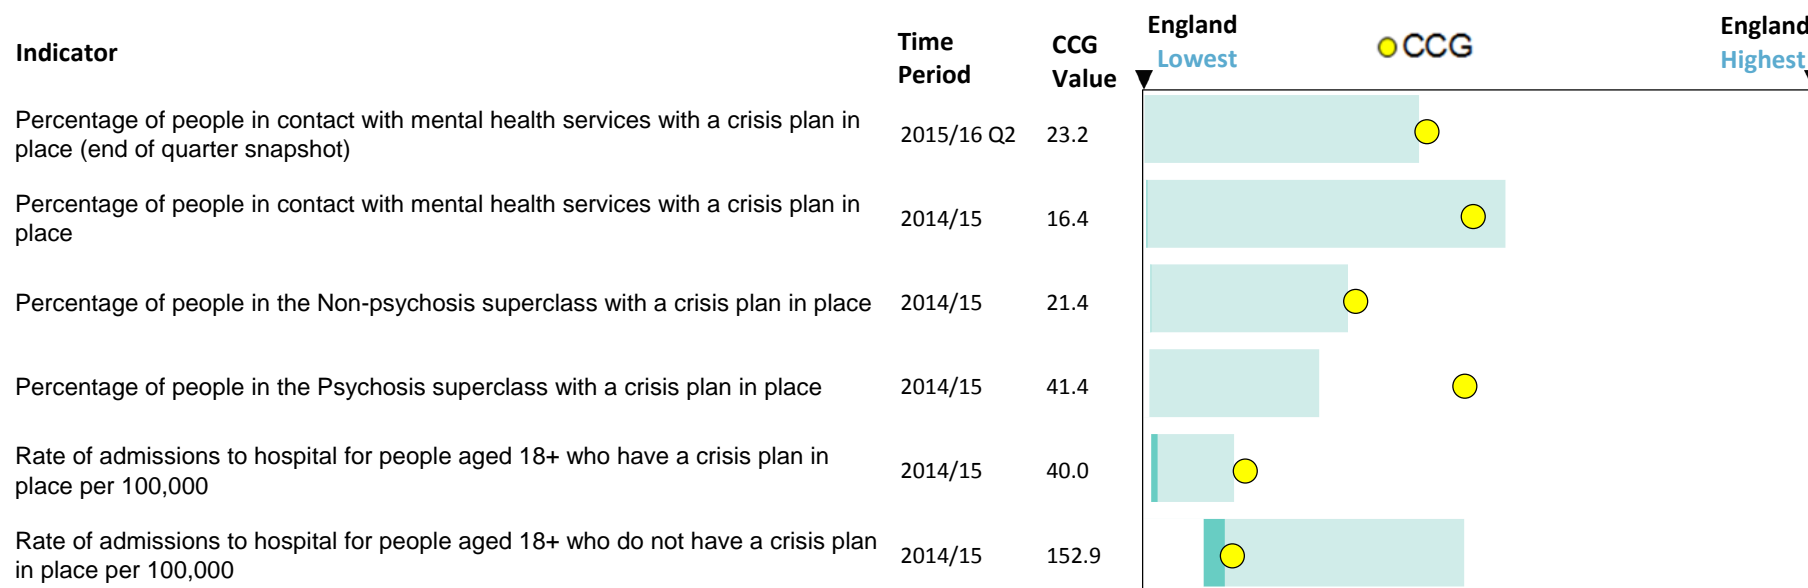 Indicator
Time
Period
CCG
Value
England
Lowest
CCG
England
Highest
Percentage of people in contact with mental health services with a crisis plan in
place (end of quarter snapshot)
2015/16 Q2
23.2
Percentage of people in contact with mental health services with a crisis plan in
place
2014/15
16.4
Percentage of people in the Non-psychosis superclass with a crisis plan in place
2014/15
21.4
Percentage of people in the Psychosis superclass with a crisis plan in place
2014/15
41.4
Rate of admissions to hospital for people aged 18+ who have a crisis plan in
place per 100,000
2014/15
40.0
Rate of admissions to hospital for people aged 18+ who do not have a crisis plan
in place per 100,000
2014/15
152.9